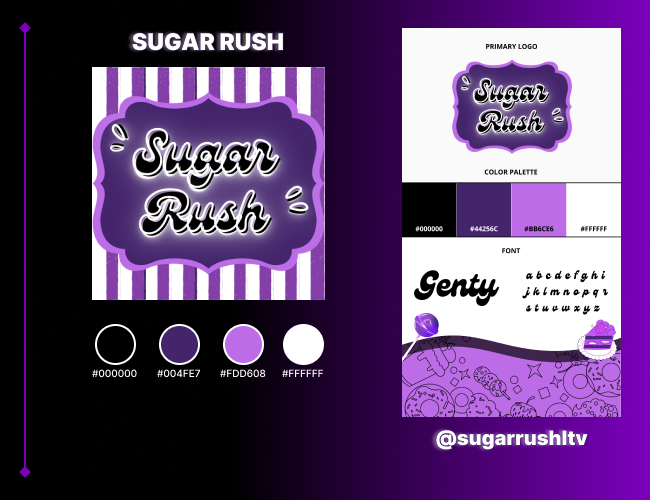 SUGAR RUSH
Sugar
Rush
#000000 #004FE7 #FDD608 #FFFFFF
PRIMARY LOGO
Sugar
Rush
COLOR PALETTE
#000000 #44256C #BB6CE6 #FFFFFF
FONT
Genty
a b c d e f g h i
j k l m n o p q r
s t u v w x y z
@sugarrushltv